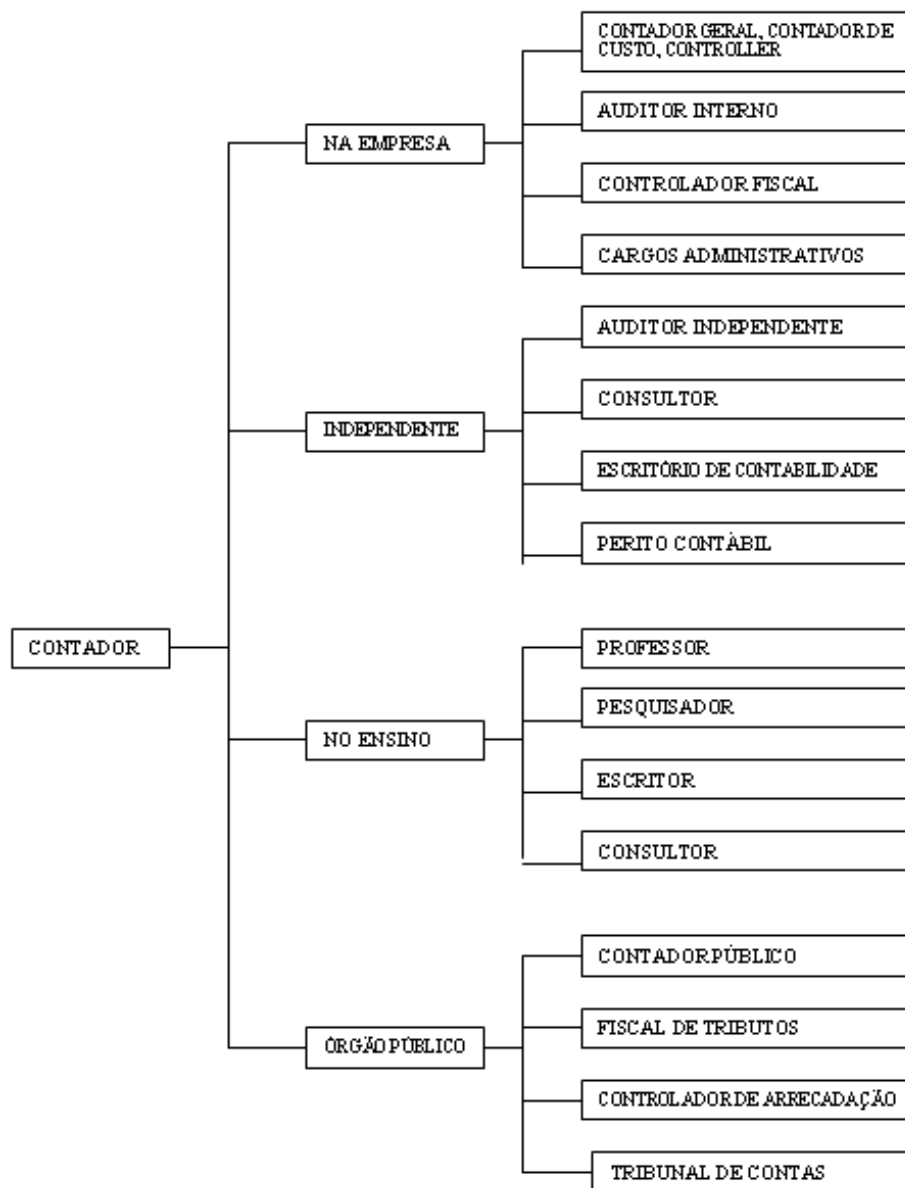 CONTADOR GERAL, CONTADOR DE
CUSTO, CONTROLLER
AUDITOR INTERNO
NA EMPRESA
CONTROLADOR FISCAL
CARGOS ADMINISTRATIVOS
AUDITOR INDEPENDENTE
CONSULTOR
INDEPENDENTE
ESCRITÓRIO DE CONTABILIDADE
PERITO CONTÁBIL
CONTADOR
PROFESSOR
PESQUISADOR
NO ENSINO
ESCRITOR
CONSULTOR
CONTADOR PÚBLICO
FISCAL DE TRIBUTOS
ÓRGÃO PÚBLICO
CONTROLADOR DE ARRECADAÇÃO
TRIBUNAL DE CONTAS